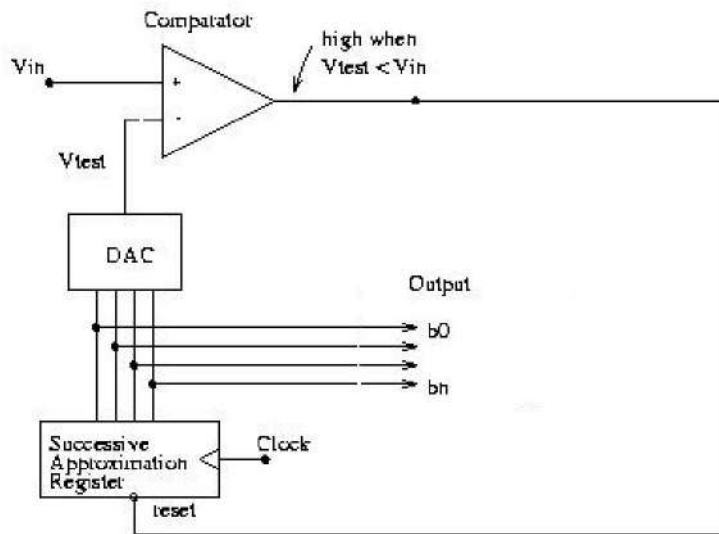 Comparator
high when
Vtest < Vin
Vin
+
-
Vtest
DAC
Output
b0
bn
Successive
Approximation
Register
Clock
reset